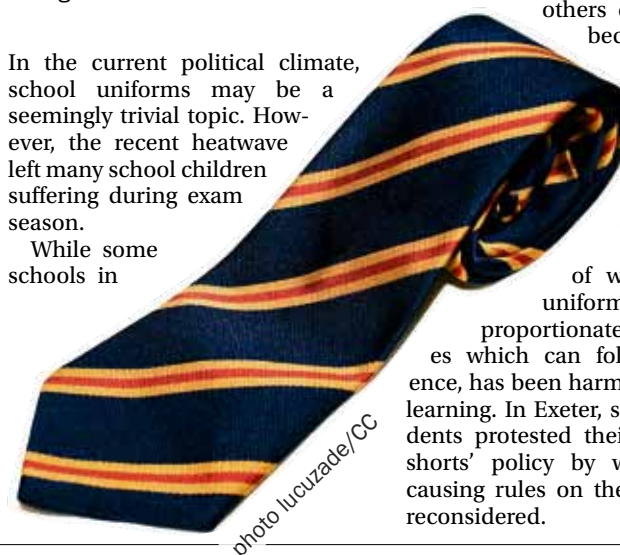 In the current political climate,
school uniforms may be a
seemingly trivial topic. How-
ever, the recent heatwave
left many school children
suffering during exam
season.
While some
schools in
others
bec
of w
uniform
proportionate
es which can fol
ence, has been harm
learning. In Exeter, s
dents protested thei
shorts' policy by w
causing rules on the
reconsidered.
photo lucuzade/CC